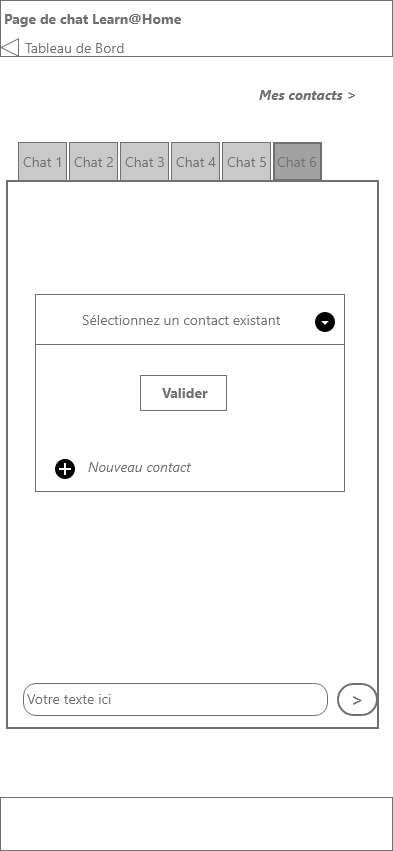 Page de chat Learn@Home
Tableau de Bord
Mes contacts >
Chat 1 Chat 2 Chat 3 Chat 4 Chat 5 Chat 6
Sélectionnez un contact existant
Valider
Nouveau contact
Votre texte ici >